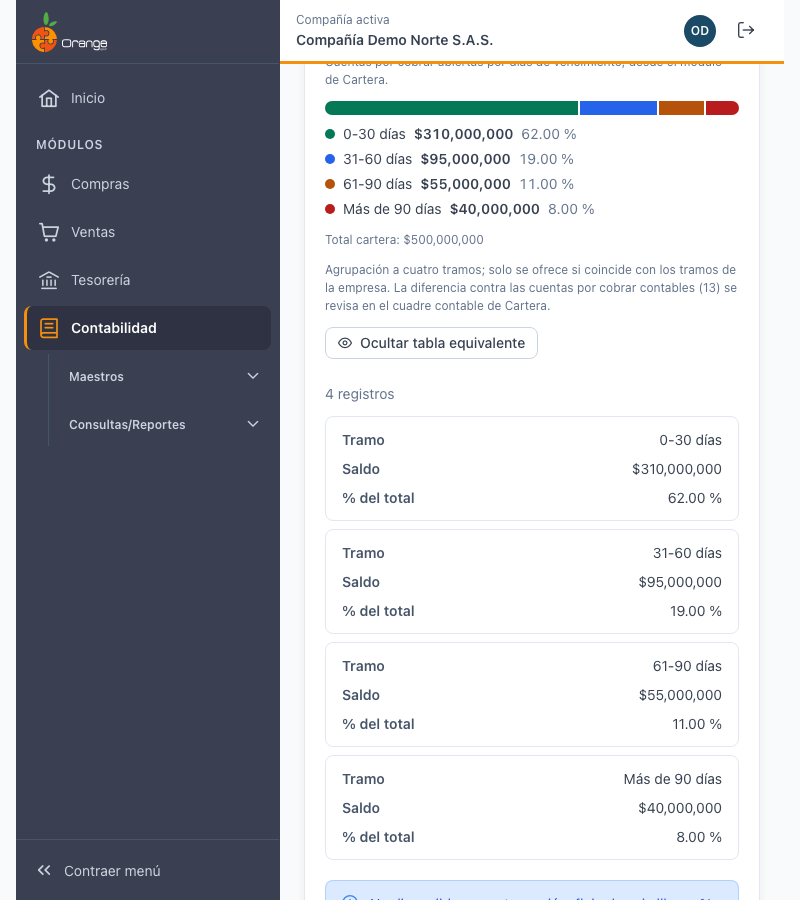 Orange
Inicio
MÓDULOS
Compras
Ventas
Tesorería
Contabilidad
Maestros
Consultas/Reportes
Contraer menú
Compañía activa
Compañía Demo Norte S.A.S.
OD
de Cartera.
0-30 días $310,000,000 62.00 %
31-60 días $95,000,000 19.00 %
61-90 días $55,000,000 11.00 %
Más de 90 días $40,000,000 8.00 %
Total cartera: $500,000,000
Agrupación a cuatro tramos; solo se ofrece si coincide con los tramos de
la empresa. La diferencia contra las cuentas por cobrar contables (13) se
revisa en el cuadre contable de Cartera.
Ocultar tabla equivalente
4 registros
Tramo 0-30 días
Saldo $310,000,000
% del total 62.00 %
Tramo 31-60 días
Saldo $95,000,000
% del total 19.00 %
Tramo 61-90 días
Saldo $55,000,000
% del total 11.00 %
Tramo Más de 90 días
Saldo $40,000,000
% del total 8.00 %